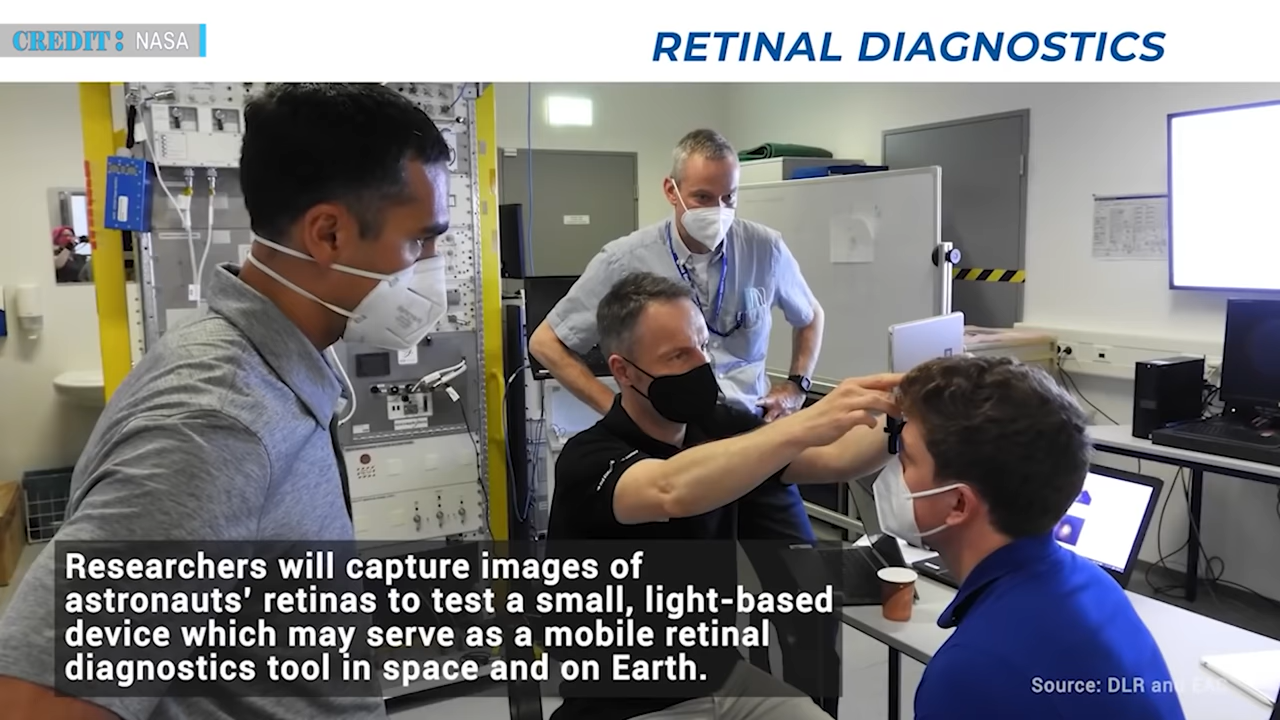 CREDIT: NASA
RETINAL DIAGNOSTICS
Researchers will capture images of
astronauts' retinas to test a small, light-based
device which may serve as a mobile retinal
diagnostics tool in space and on Earth.
Source: DLR and